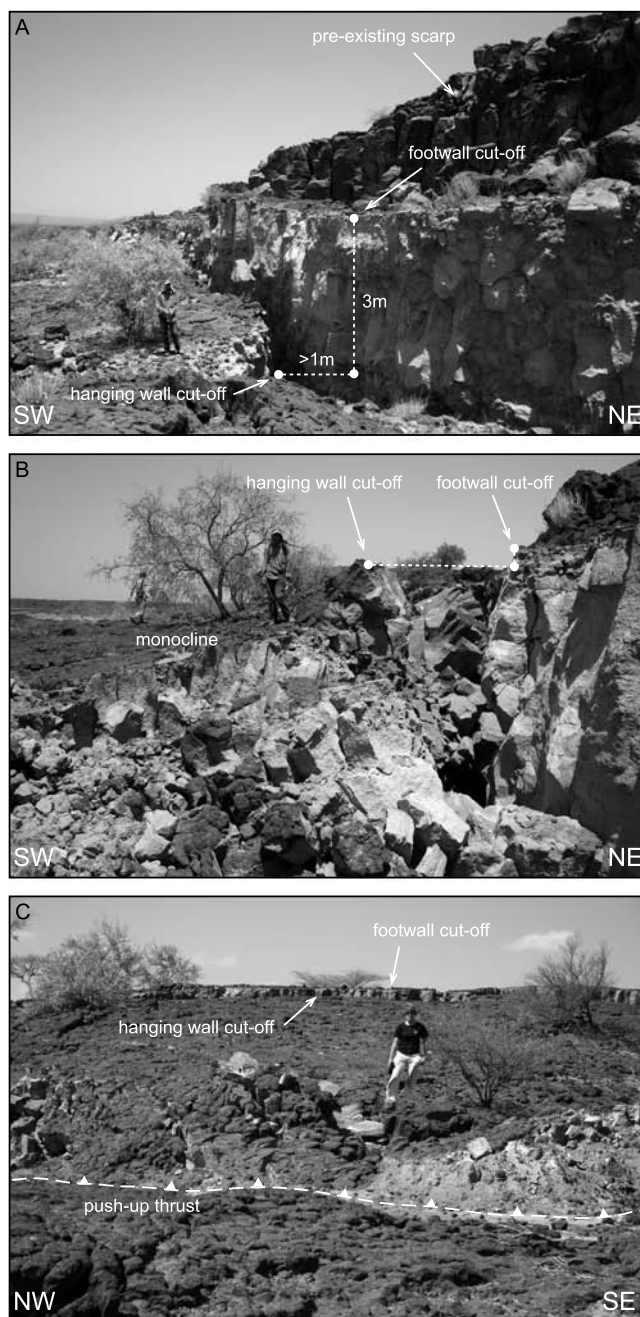 A
pre-existing scarp
footwall cut-off
3m
>1m
hanging wall cut-off
SW
NE
B
hanging wall cut-off
footwall cut-off
monocline
SW
NE
C
footwall cut-off
hanging wall cut-off
push-up thrust
NW
SE